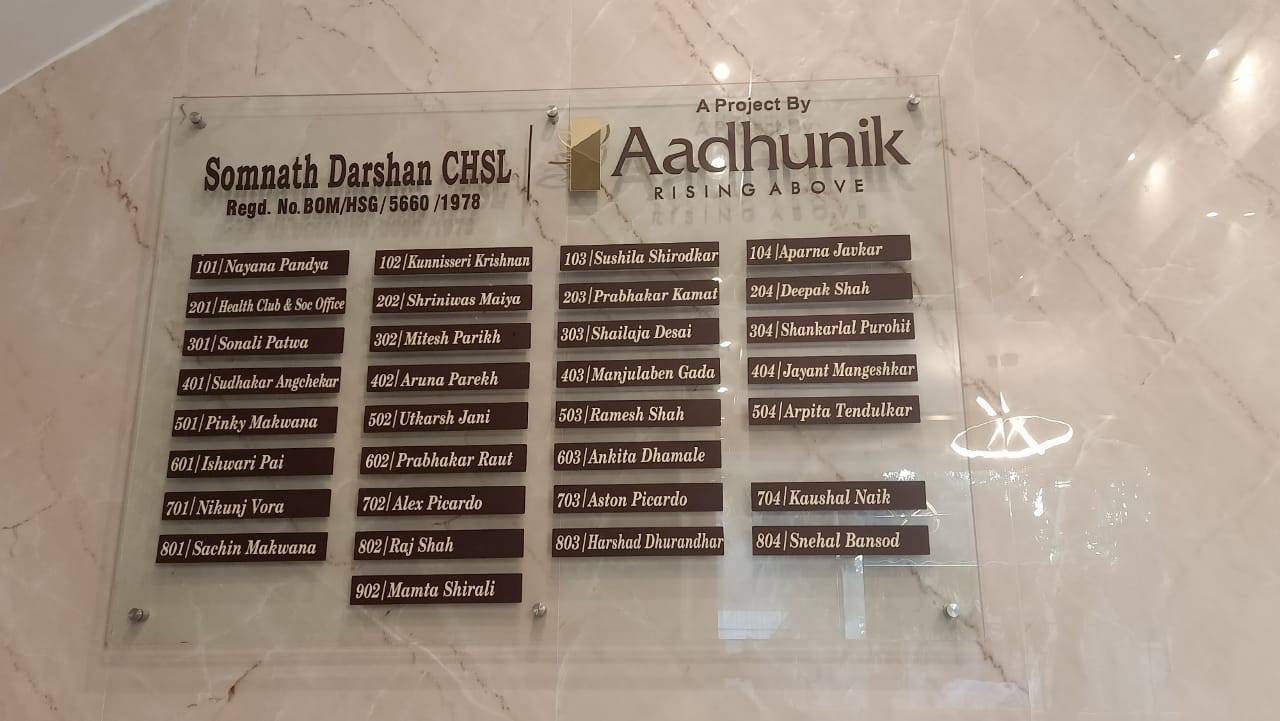 A Project By
Somnath Darshan CHSL | Aadhunik
Regd. No. BOM/HSG/5660/1978
RISING ABOVE
101|Nayana Pandya
102|Kunnisseri Krishnan
103|Sushila Shirodkar
104|Aparna Javkar
201|Health Club & Soc Office
202|Shriniwas Maiya
203|Prabhakar Kamat
204|Deepak Shah
301|Sonali Patwa
302|Mitesh Parikh
303|Shailaja Desai
304|Shankarlal Purohit
401|Sudhakar Angchekar
402|Aruna Parekh
403|Manjulaben Gada
404|Jayant Mangeshkar
501|Pinky Makwana
502|Utkarsh Jani
503|Ramesh Shah
504|Arpita Tendulkar
601|Ishwari Pai
602|Prabhakar Raut
603|Ankita Dhamale
701|Nikunj Vora
702|Alex Picardo
703|Aston Picardo
704|Kaushal Naik
801|Sachin Makwana
802|Raj Shah
803|Harshad Dhurandhar
804|Snehal Bansod
902|Mamta Shirali